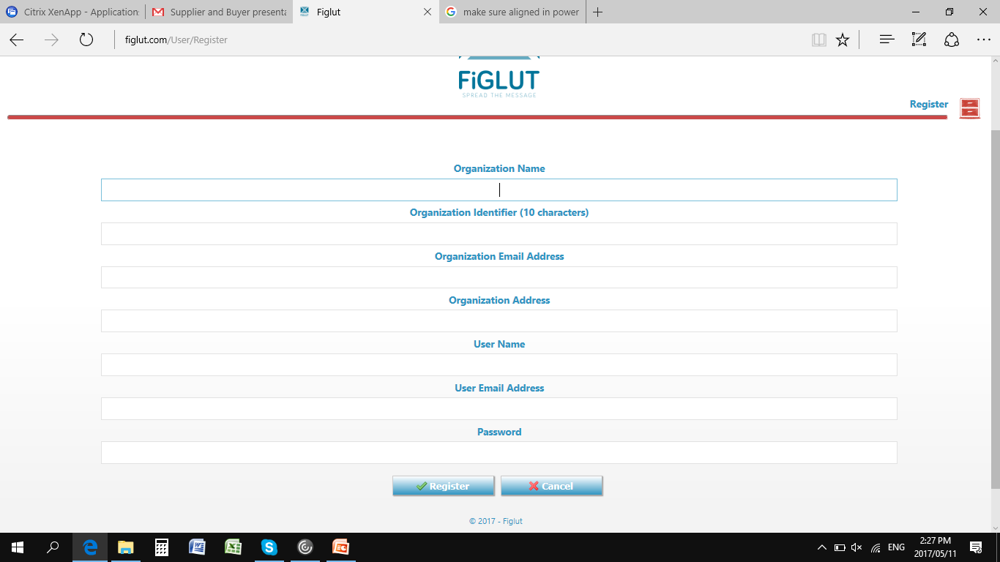 Citrix XenApp - Applications
Supplier and Buyer presenta
Figlut
make sure aligned in power
figlut.com/User/Register
FiGLUT
SPREAD THE MESSAGE
Register
Organization Name
Organization Identifier (10 characters)
Organization Email Address
Organization Address
User Name
User Email Address
Password
Register
Cancel
© 2017 - Figlut
ENG
2:27 PM
2017/05/11